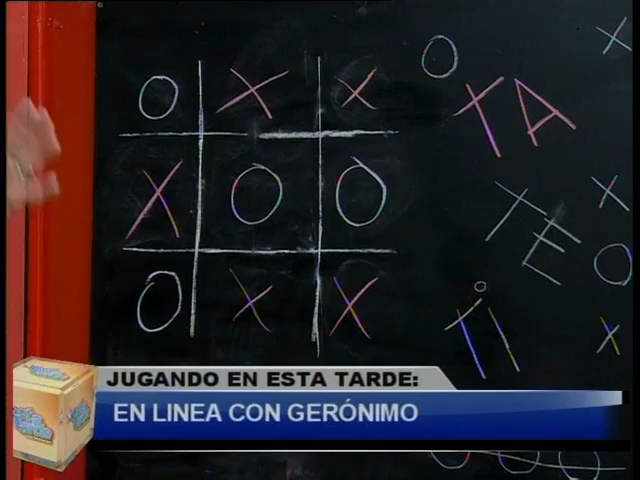 O X X
X O O
O X X
O
X
TA
TE
X
O
TI
X
JUGANDO EN ESTA TARDE:
EN LINEA CON GERÓNIMO